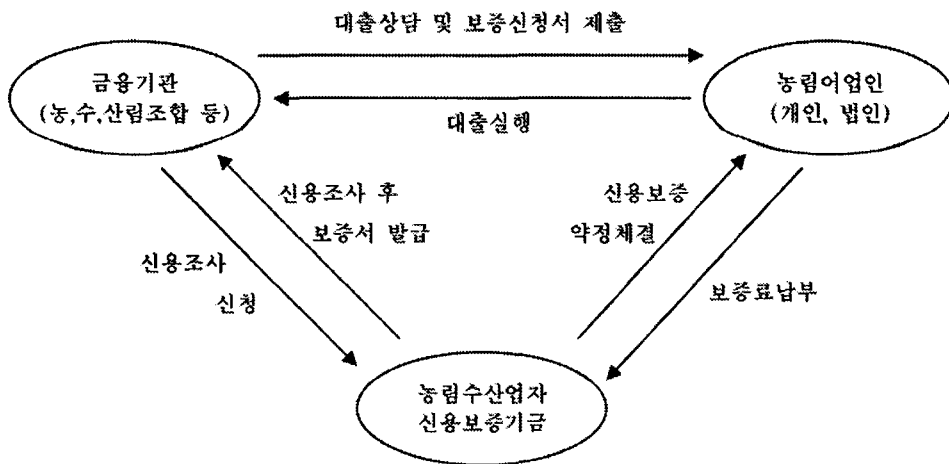 대출상담 및 보증신청서 제출
금융기관
(농,수,산림조합 등)
농림어업인
(개인, 법인)
대출실행
신용조사 후
보증서 발급
신용보증
약정체결
신용조사
신청
보증료납부
농림수산업자
신용보증기금